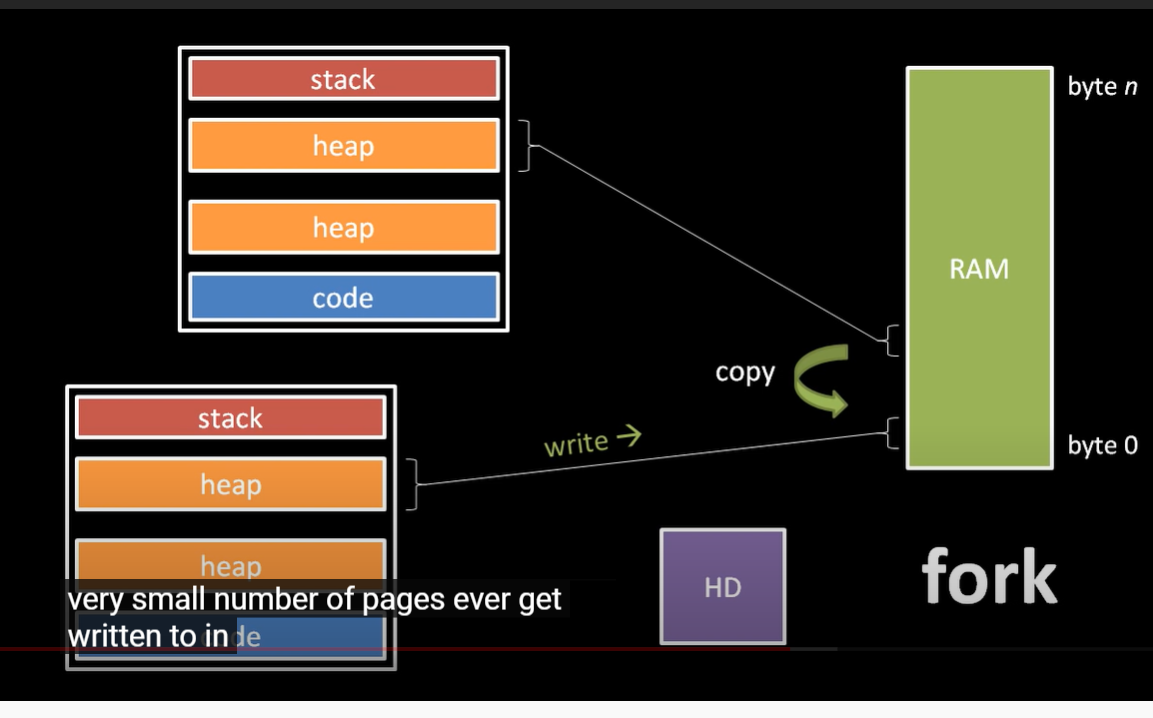 stack
heap
heap
code
byte n
RAM
copy
byte 0
stack
write →
heap
heap
HD
fork
very small number of pages ever get
written to in
de